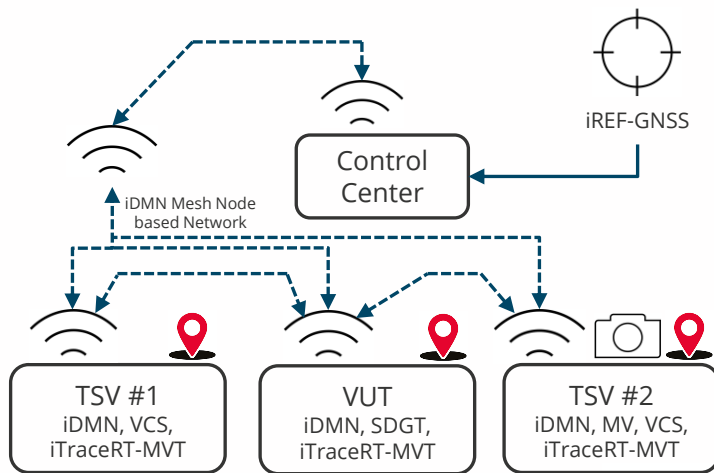 iREF-GNSS
Control
Center
iDMN Mesh Node
based Network
TSV #1
iDMN, VCS,
iTraceRT-MVT
VUT
iDMN, SDGT,
iTraceRT-MVT
TSV #2
iDMN, MV, VCS,
iTraceRT-MVT